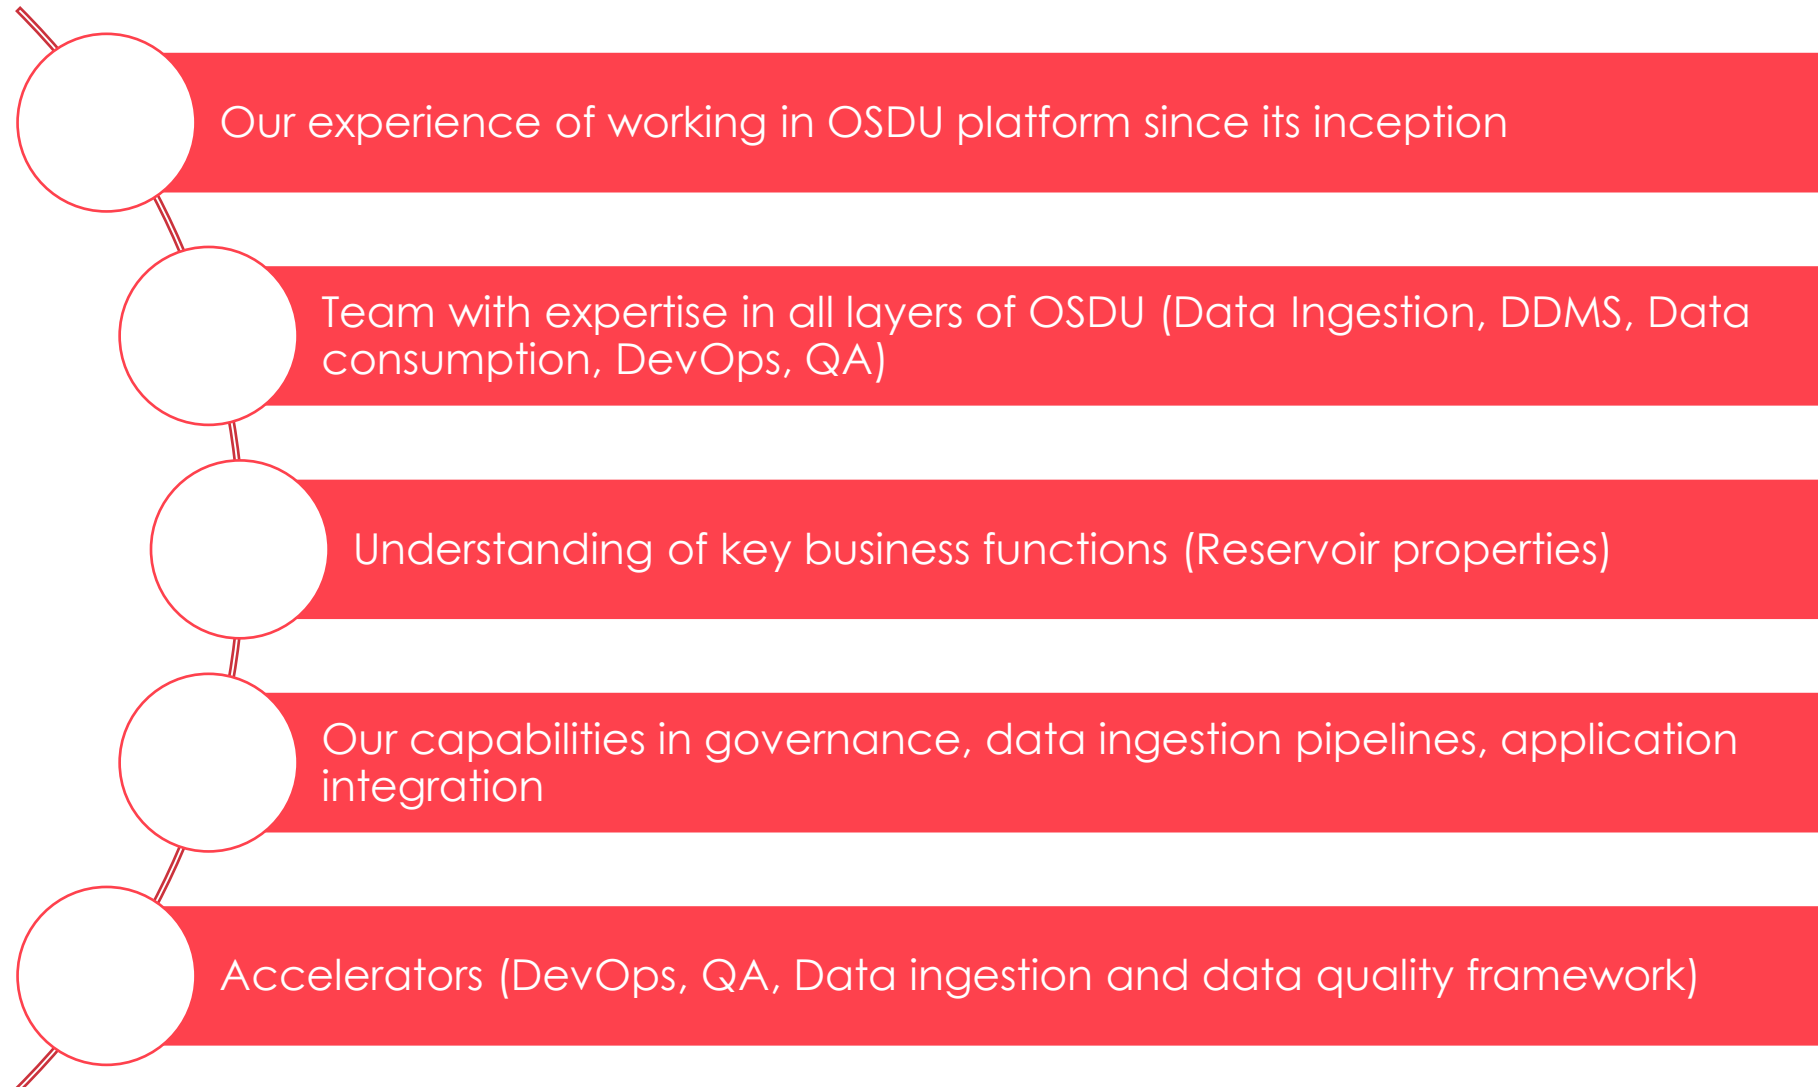 Our experience of working in OSDU platform since its inception
Team with expertise in all layers of OSDU (Data Ingestion, DDMS, Data
consumption, DevOps, QA)
Understanding of key business functions (Reservoir properties)
Our capabilities in governance, data ingestion pipelines, application
integration
Accelerators (DevOps, QA, Data ingestion and data quality framework)